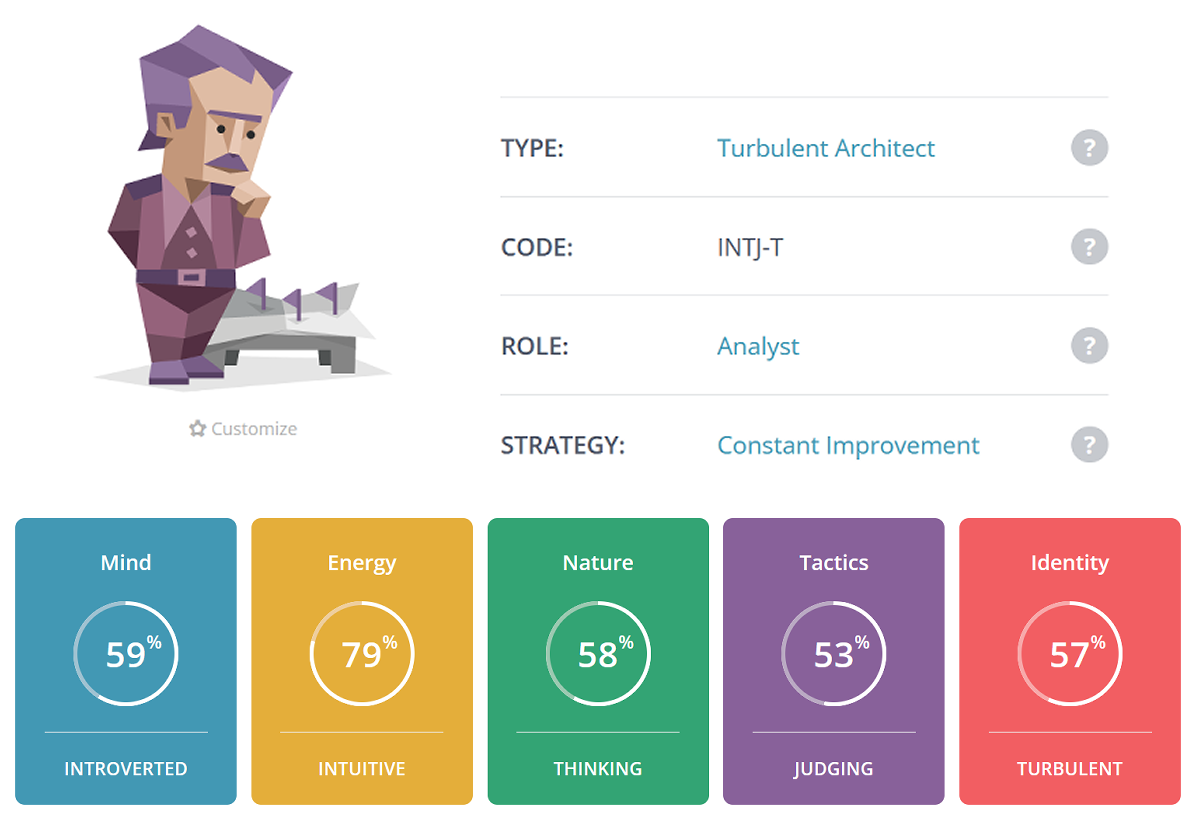 TYPE: Turbulent Architect ?
CODE: INTJ-T ?
ROLE: Analyst ?
STRATEGY: Constant Improvement ?
Customize
Mind
59%
INTROVERTED
Energy
79%
INTUITIVE
Nature
58%
THINKING
Tactics
53%
JUDGING
Identity
57%
TURBULENT